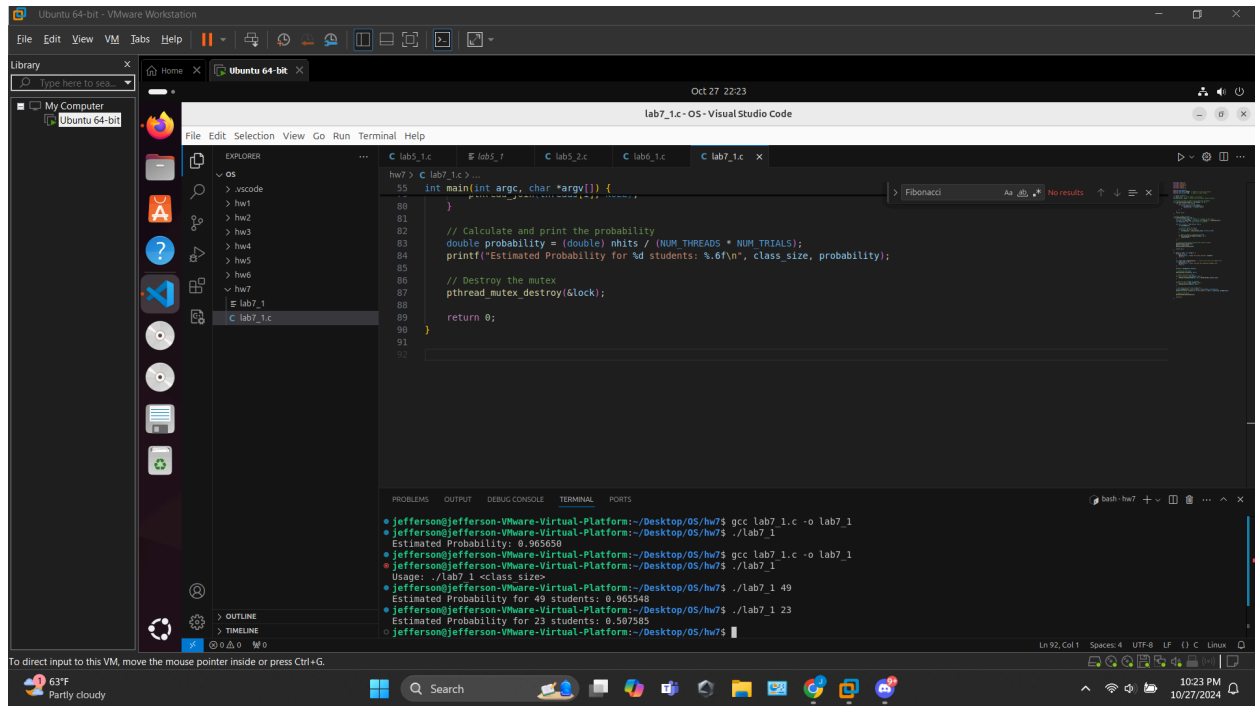 Ubuntu 64-bit - VMware Workstation
File Edit View VM Tabs Help
Library X
Home X Ubuntu 64-bit X
Type here to sea...
My Computer
Ubuntu 64-bit
Oct 27 22:23
lab7_1.c - OS - Visual Studio Code
File Edit Selection View Go Run Terminal Help
EXPLORER ...
OS
.vscode
hw1
hw2
hw3
hw4
hw5
hw6
hw7
lab7_1
C lab7_1.c
OUTLINE
TIMELINE
C lab5_1.c lab5_1 C lab5_2.c C lab6_1.c C lab7_1.c X
hw7 > C lab7_1.c > ...
55 int main(int argc, char *argv[]) {
Fibonacci Aa ab .* No results
80 }
81
82 // Calculate and print the probability
83 double probability = (double) nhits / (NUM_THREADS * NUM_TRIALS);
84 printf("Estimated Probability for %d students: %.6f\n", class_size, probability);
85
86 // Destroy the mutex
87 pthread_mutex_destroy(&lock);
88
89 return 0;
90 }
91
92
PROBLEMS OUTPUT DEBUG CONSOLE TERMINAL PORTS
bash - hw7
jefferson@jefferson-VMware-Virtual-Platform:~/Desktop/OS/hw7$ gcc lab7_1.c -o lab7_1
jefferson@jefferson-VMware-Virtual-Platform:~/Desktop/OS/hw7$ ./lab7_1
Estimated Probability: 0.965650
jefferson@jefferson-VMware-Virtual-Platform:~/Desktop/OS/hw7$ gcc lab7_1.c -o lab7_1
jefferson@jefferson-VMware-Virtual-Platform:~/Desktop/OS/hw7$ ./lab7_1
Usage: ./lab7_1 <class_size>
jefferson@jefferson-VMware-Virtual-Platform:~/Desktop/OS/hw7$ ./lab7_1 49
Estimated Probability for 49 students: 0.965548
jefferson@jefferson-VMware-Virtual-Platform:~/Desktop/OS/hw7$ ./lab7_1 23
Estimated Probability for 23 students: 0.507585
jefferson@jefferson-VMware-Virtual-Platform:~/Desktop/OS/hw7$
0 0 0
Ln 92, Col 1 Spaces: 4 UTF-8 LF {} C Linux
To direct input to this VM, move the mouse pointer inside or press Ctrl+G.
1
63°F
Partly cloudy
Search
10:23 PM
10/27/2024